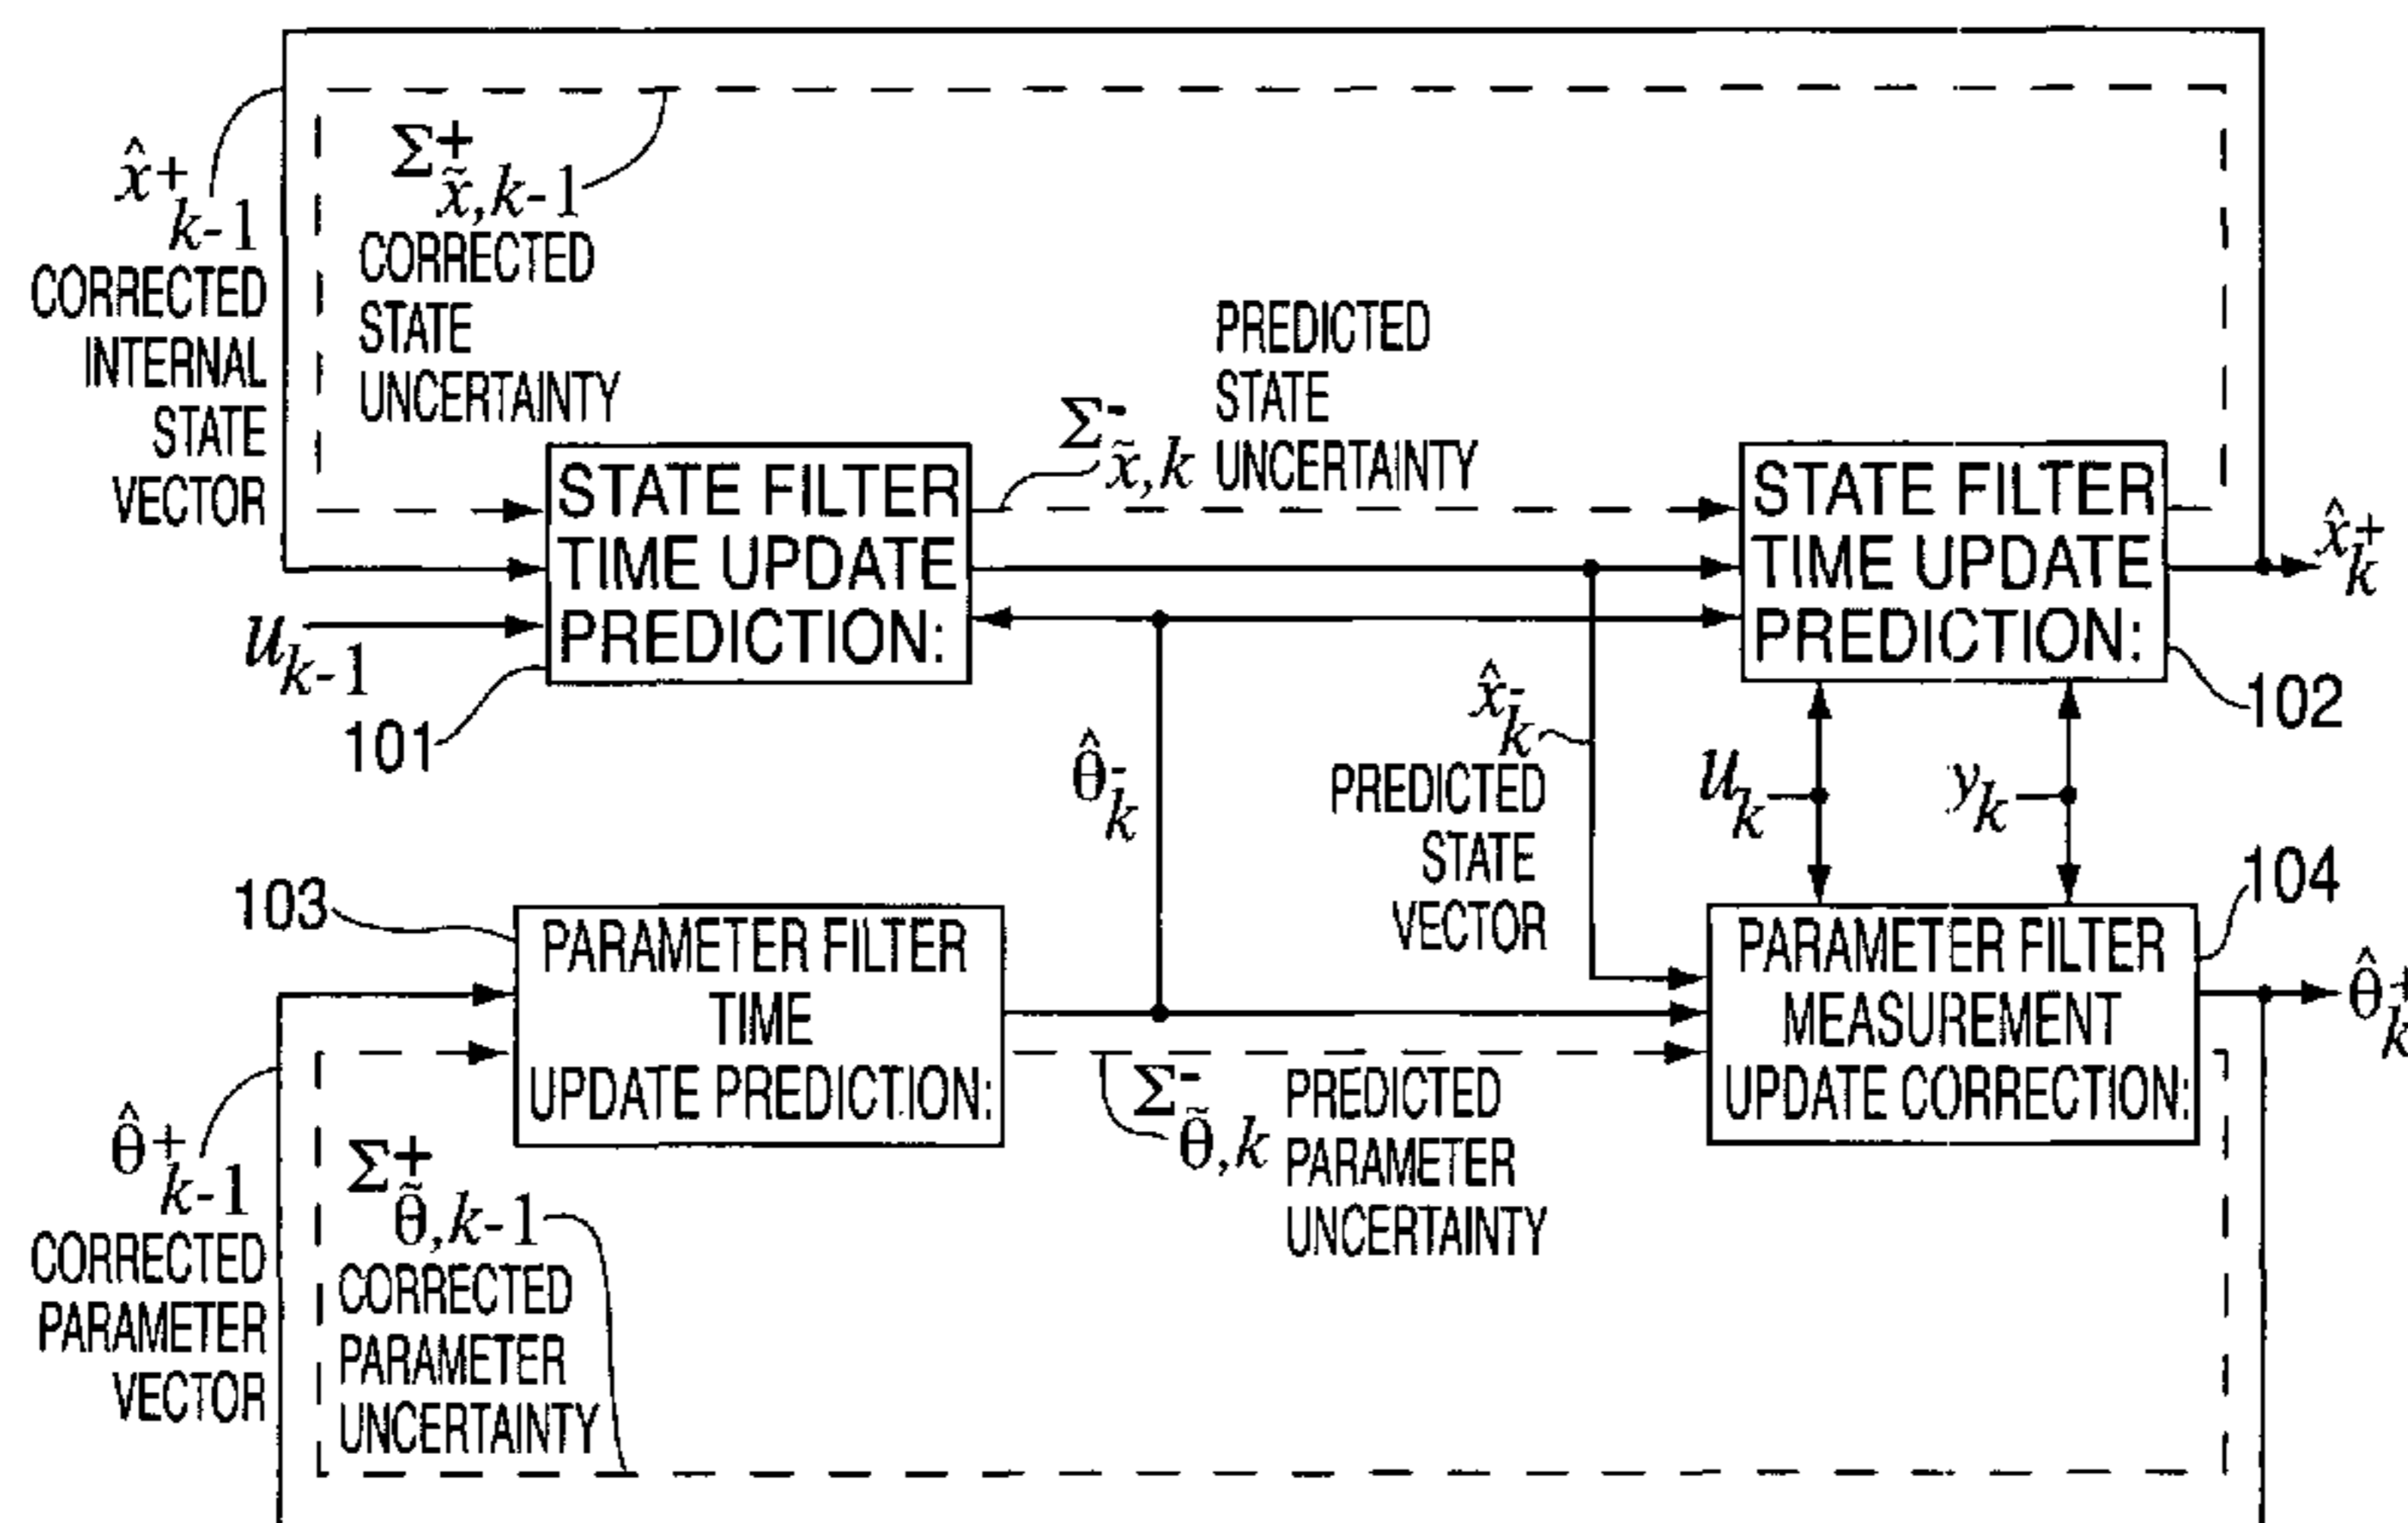 x̂⁺ₖ₋₁
CORRECTED
INTERNAL
STATE
VECTOR
Σ⁺x̃,k-1
CORRECTED
STATE
UNCERTAINTY
Σ⁻x̃,k
PREDICTED
STATE
UNCERTAINTY
STATE FILTER
TIME UPDATE
PREDICTION:
STATE FILTER
TIME UPDATE
PREDICTION:
x̂⁺ₖ
uₖ₋₁
101
102
θ̂⁻ₖ
x̂⁻ₖ
PREDICTED
STATE
VECTOR
uₖ
yₖ
103
104
PARAMETER FILTER
TIME
UPDATE PREDICTION:
PARAMETER FILTER
MEASUREMENT
UPDATE CORRECTION:
θ̂⁺ₖ
θ̂⁺ₖ₋₁
CORRECTED
PARAMETER
VECTOR
Σ⁺θ̃,k-1
CORRECTED
PARAMETER
UNCERTAINTY
Σ⁻θ̃,k
PREDICTED
PARAMETER
UNCERTAINTY